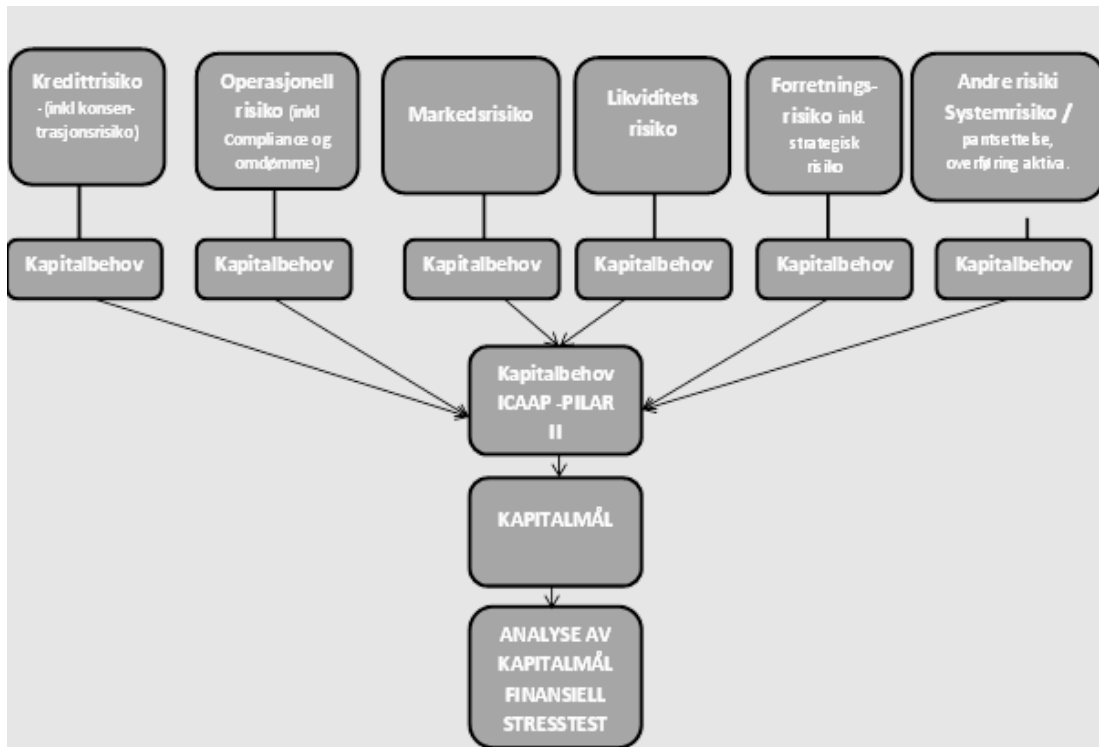 Kredittrisiko
-(inkl konsen-
trasjonsrisiko)
Operasjonell
risiko (inkl
Compliance og
omdømme)
Markedsrisiko
Likviditets
risiko
Forretnings-
risiko inkl.
strategisk
risiko
Andre risiki
Systemrisiko /
pantsettelse,
overføring aktiva.
Kapitalbehov
Kapitalbehov
Kapitalbehov
Kapitalbehov
Kapitalbehov
Kapitalbehov
Kapitalbehov
ICAAP -PILAR
II
KAPITALMÅL
ANALYSE AV
KAPITALMÅL
FINANSIELL
STRESSTEST